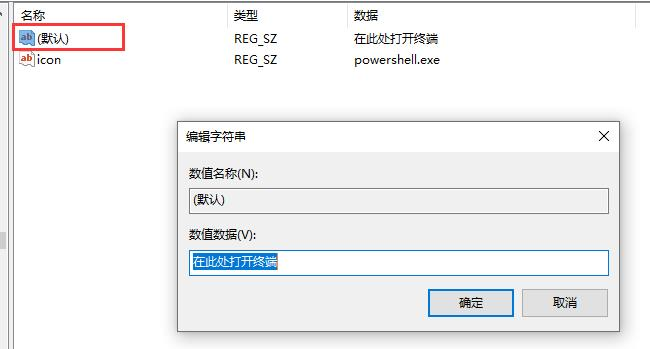 名称 类型 数据
ab (默认) REG_SZ 在此处打开终端
ab icon REG_SZ powershell.exe
编辑字符串
数值名称(N):
(默认)
数值数据(V):
在此处打开终端
确定 取消